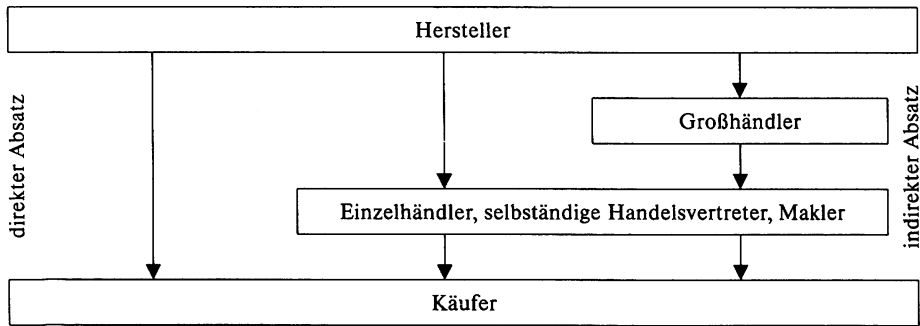 Hersteller
direkter Absatz
indirekter Absatz
Großhändler
Einzelhändler, selbständige Handelsvertreter, Makler
Käufer